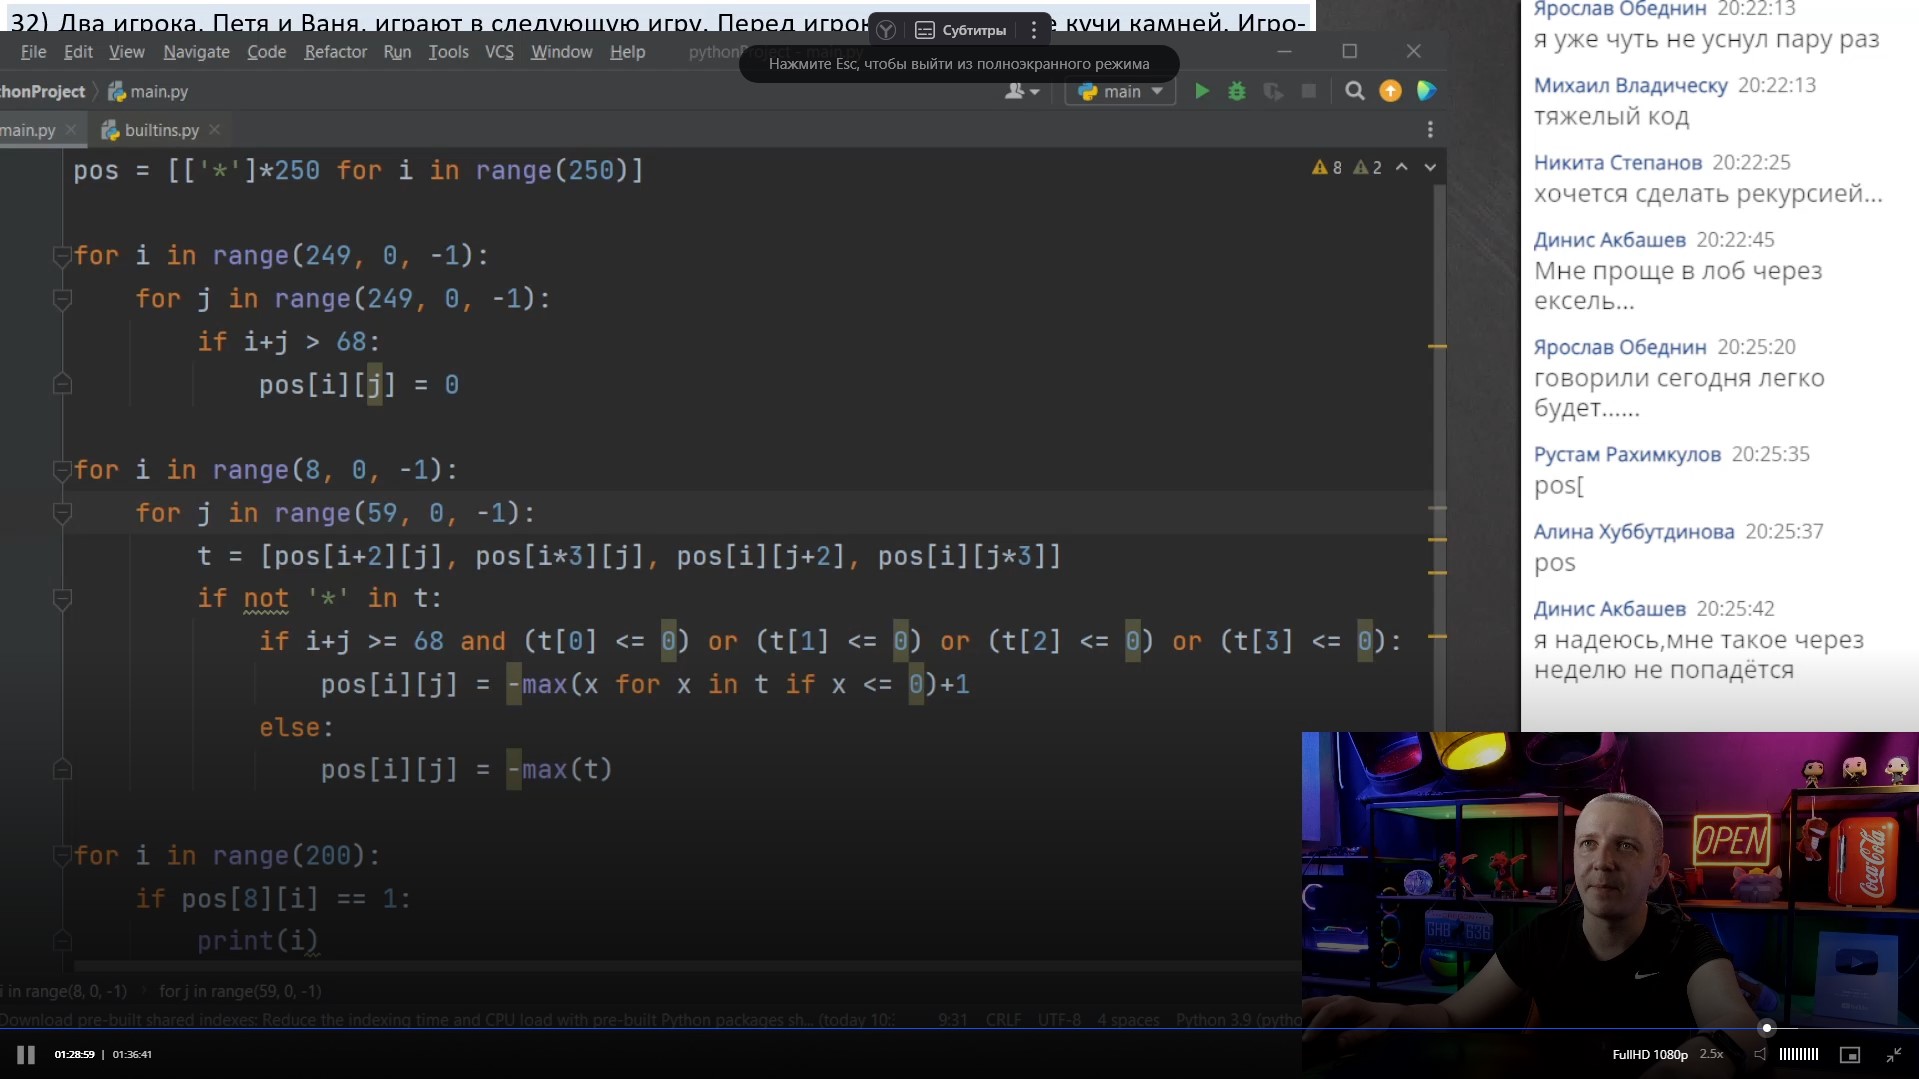 32) Два игрока, Петя и Ваня, играют в следующую игру. Перед игро
е кучи камней. Игро-
Субтитры
File Edit View Navigate Code Refactor Run Tools VCS Window Help
pythonProject - main.py
Нажмите Esc, чтобы выйти из полноэкранного режима
thonProject main.py
main
main.py builtins.py
8 2
pos = [['*']*250 for i in range(250)]
for i in range(249, 0, -1):
for j in range(249, 0, -1):
if i+j > 68:
pos[i][j] = 0
for i in range(8, 0, -1):
for j in range(59, 0, -1):
t = [pos[i+2][j], pos[i*3][j], pos[i][j+2], pos[i][j*3]]
if not '*' in t:
if i+j >= 68 and (t[0] <= 0) or (t[1] <= 0) or (t[2] <= 0) or (t[3] <= 0):
pos[i][j] = -max(x for x in t if x <= 0)+1
else:
pos[i][j] = -max(t)
for i in range(200):
if pos[8][i] == 1:
print(i)
i in range(8, 0, -1) for j in range(59, 0, -1)
Download pre-built shared indexes: Reduce the indexing time and CPU load with pre-built Python packages sh... (today 10:
9:31 CRLF UTF-8 4 spaces Python 3.9 (pytho
01:28:59 | 01:36:41
FullHD 1080p 2.5x
Ярослав Обеднин 20:22:13
я уже чуть не уснул пару раз
Михаил Владическу 20:22:13
тяжелый код
Никита Степанов 20:22:25
хочется сделать рекурсией...
Динис Акбашев 20:22:45
Мне проще в лоб через
ексель...
Ярослав Обеднин 20:25:20
говорили сегодня легко
будет......
Рустам Рахимкулов 20:25:35
pos[
Алина Хуббутдинова 20:25:37
pos
Динис Акбашев 20:25:42
я надеюсь,мне такое через
неделю не попадётся
OPEN
Coca-Cola
GHB 636